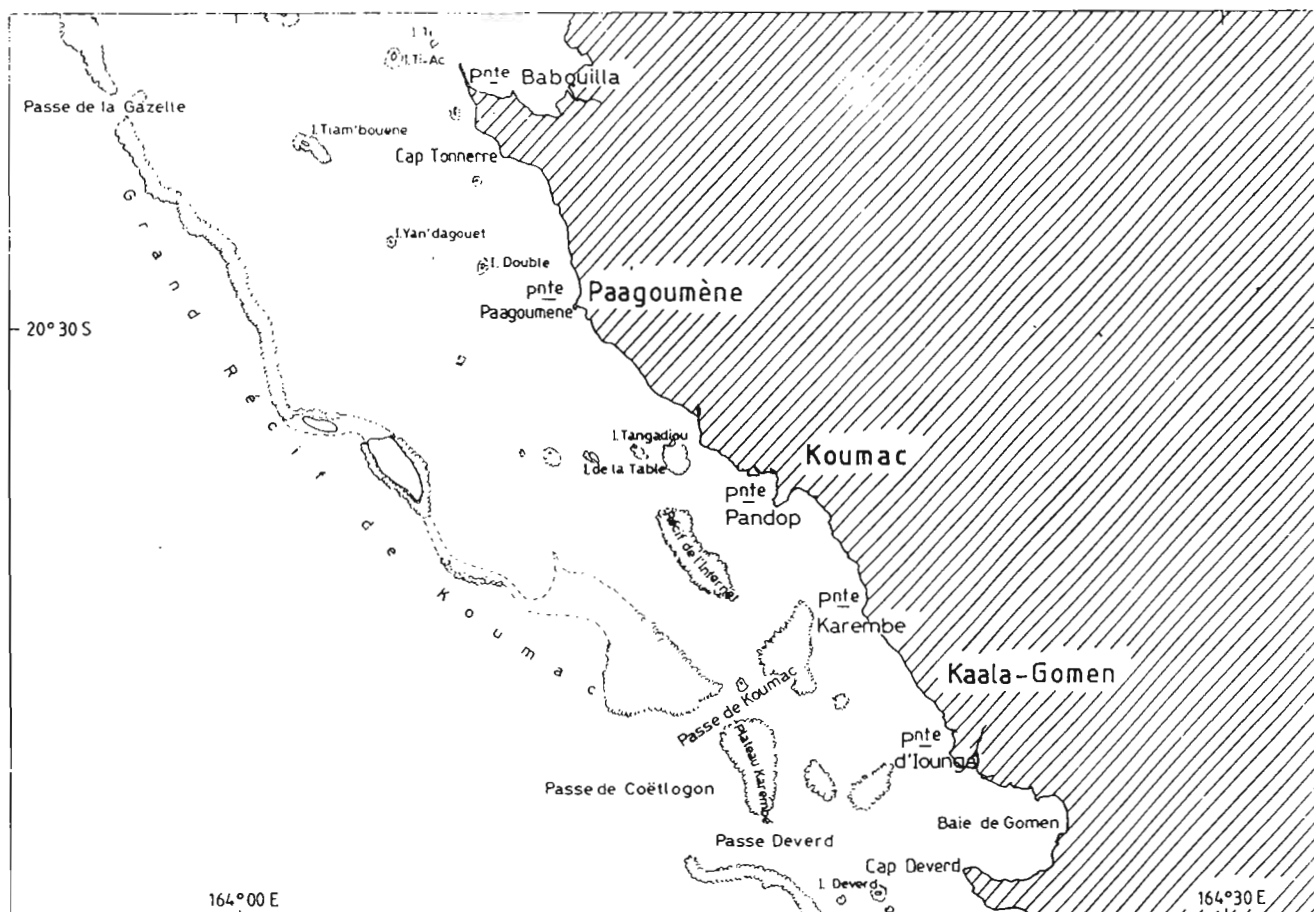 I. Ti-Ac
Pnte Babouilla
Passe de la Gazelle
I. Tiam'bouene
Cap Tonnerre
I. Yan'dagouet
I. Double
Pnte
Paagoumene
Paagoumène
20°30 S
Grand Récif de Koumac
I. Tangadiou
I. de la Table
Koumac
Pnte
Pandop
Récif de l'Infernet
Pnte
Karembe
Kaala-Gomen
Passe de Koumac
Pnte
d'Iounga
Plateau Karembé
Passe de Coëtlogon
Baie de Gomen
Passe Deverd
Cap Deverd
I. Deverd
164°00 E
164°30 E